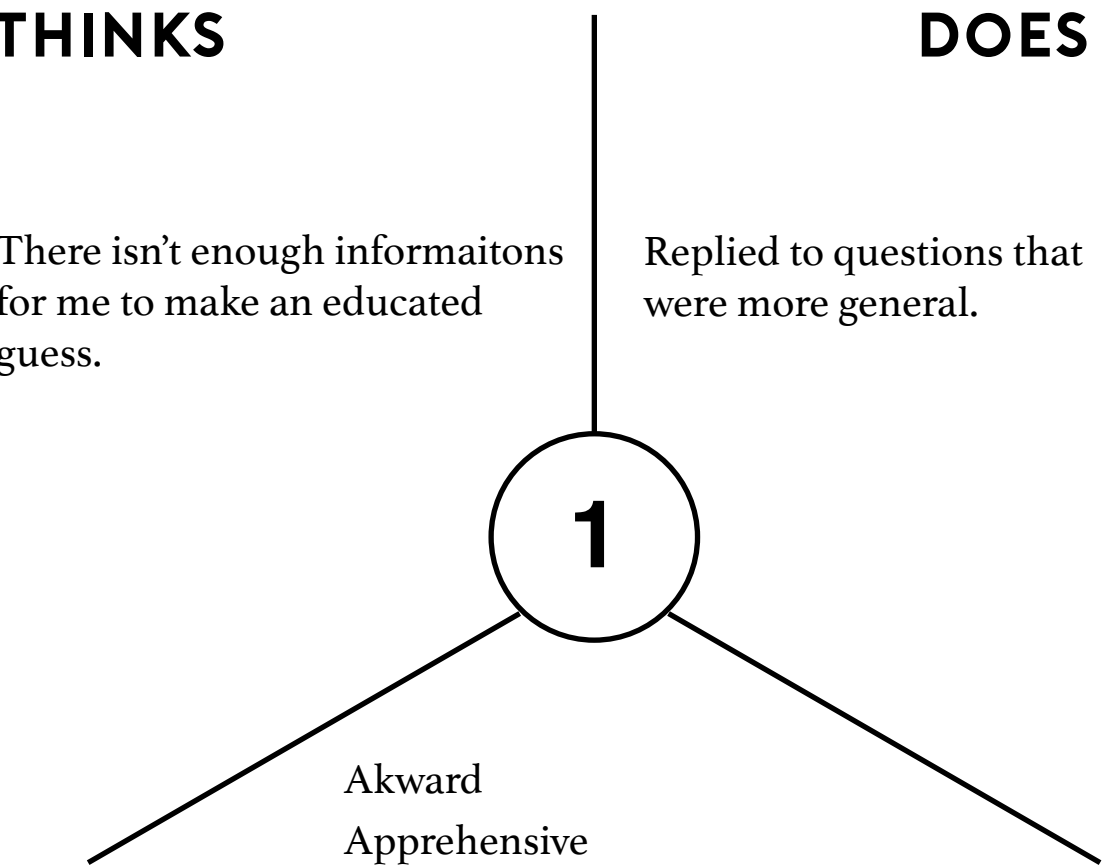 THINKS
DOES
There isn't enough informaitons
for me to make an educated
guess.
Replied to questions that
were more general.
1
Akward
Apprehensive